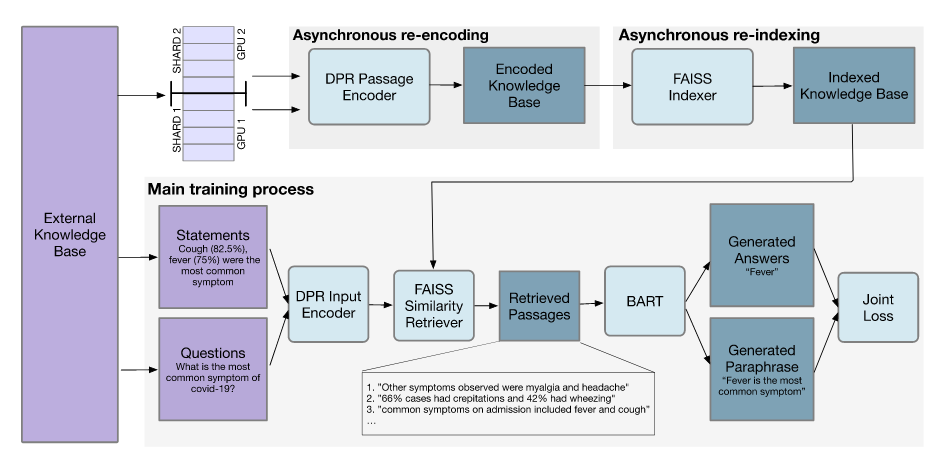 External
Knowledge
Base
SHARD 2
GPU 2
SHARD 1
GPU 1
Asynchronous re-encoding
DPR Passage
Encoder
Encoded
Knowledge
Base
Asynchronous re-indexing
FAISS
Indexer
Indexed
Knowledge Base
Main training process
Statements
Cough (82.5%),
fever (75%) were the
most common
symptom
Questions
What is the most
common symptom of
covid-19?
DPR Input
Encoder
FAISS
Similarity
Retriever
Retrieved
Passages
BART
Generated
Answers
"Fever"
Generated
Paraphrase
"Fever is the most
common symptom"
Joint
Loss
1. "Other symptoms observed were myalgia and headache"
2. "66% cases had crepitations and 42% had wheezing"
3. "common symptoms on admission included fever and cough"
...